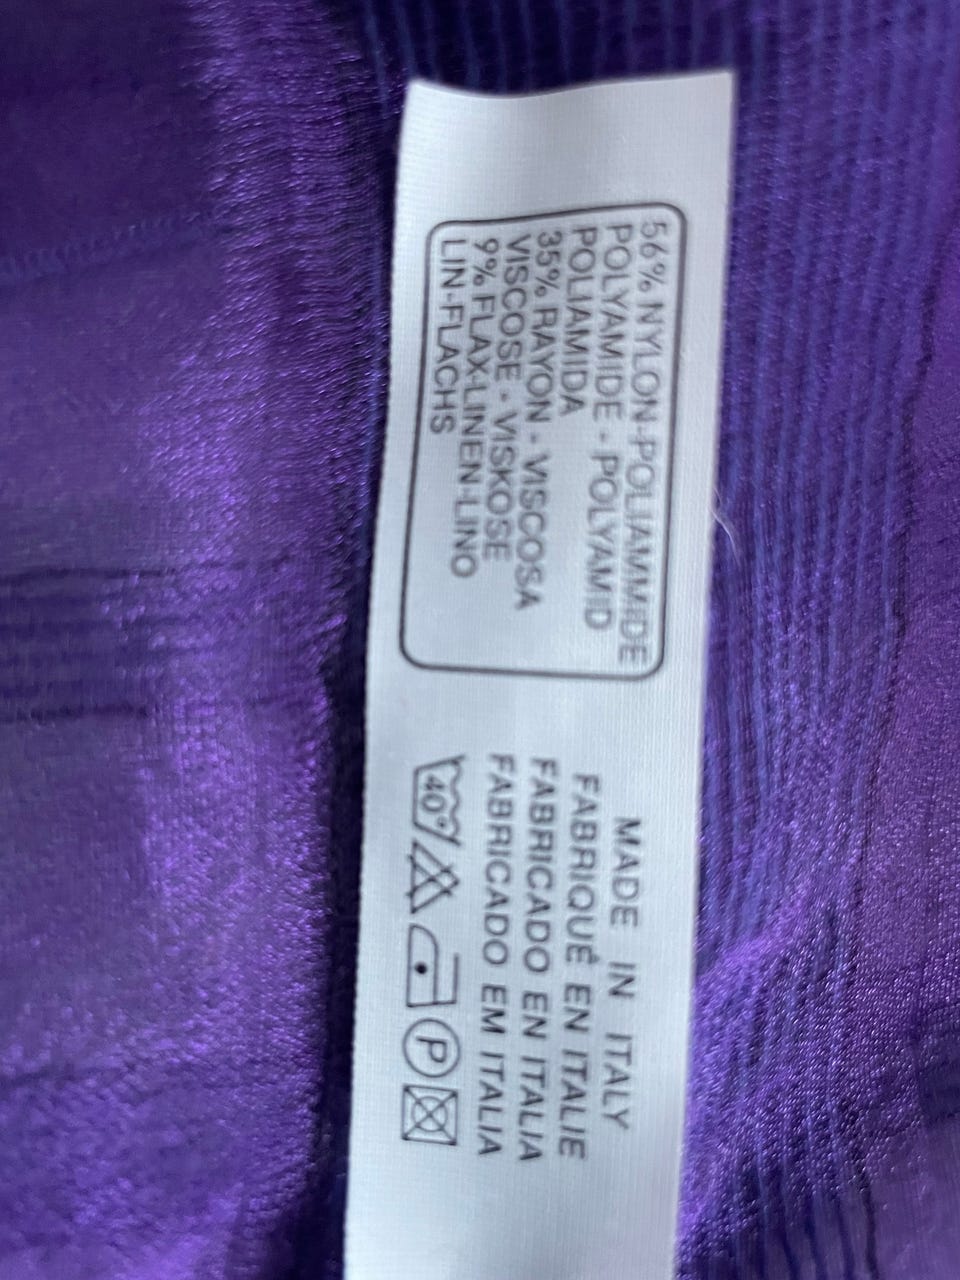 56% NYLON-POLIAMMIDE
POLYAMIDE - POLYAMID
POLIAMIDA
35% RAYON - VISCOSA
VISCOSE - VISKOSE
9% FLAX-LINEN-LINO
LIN-FLACHS
MADE IN ITALY
FABRIQUÉ EN ITALIE
FABRICADO EN ITALIA
FABRICADO EM ITALIA
40° P